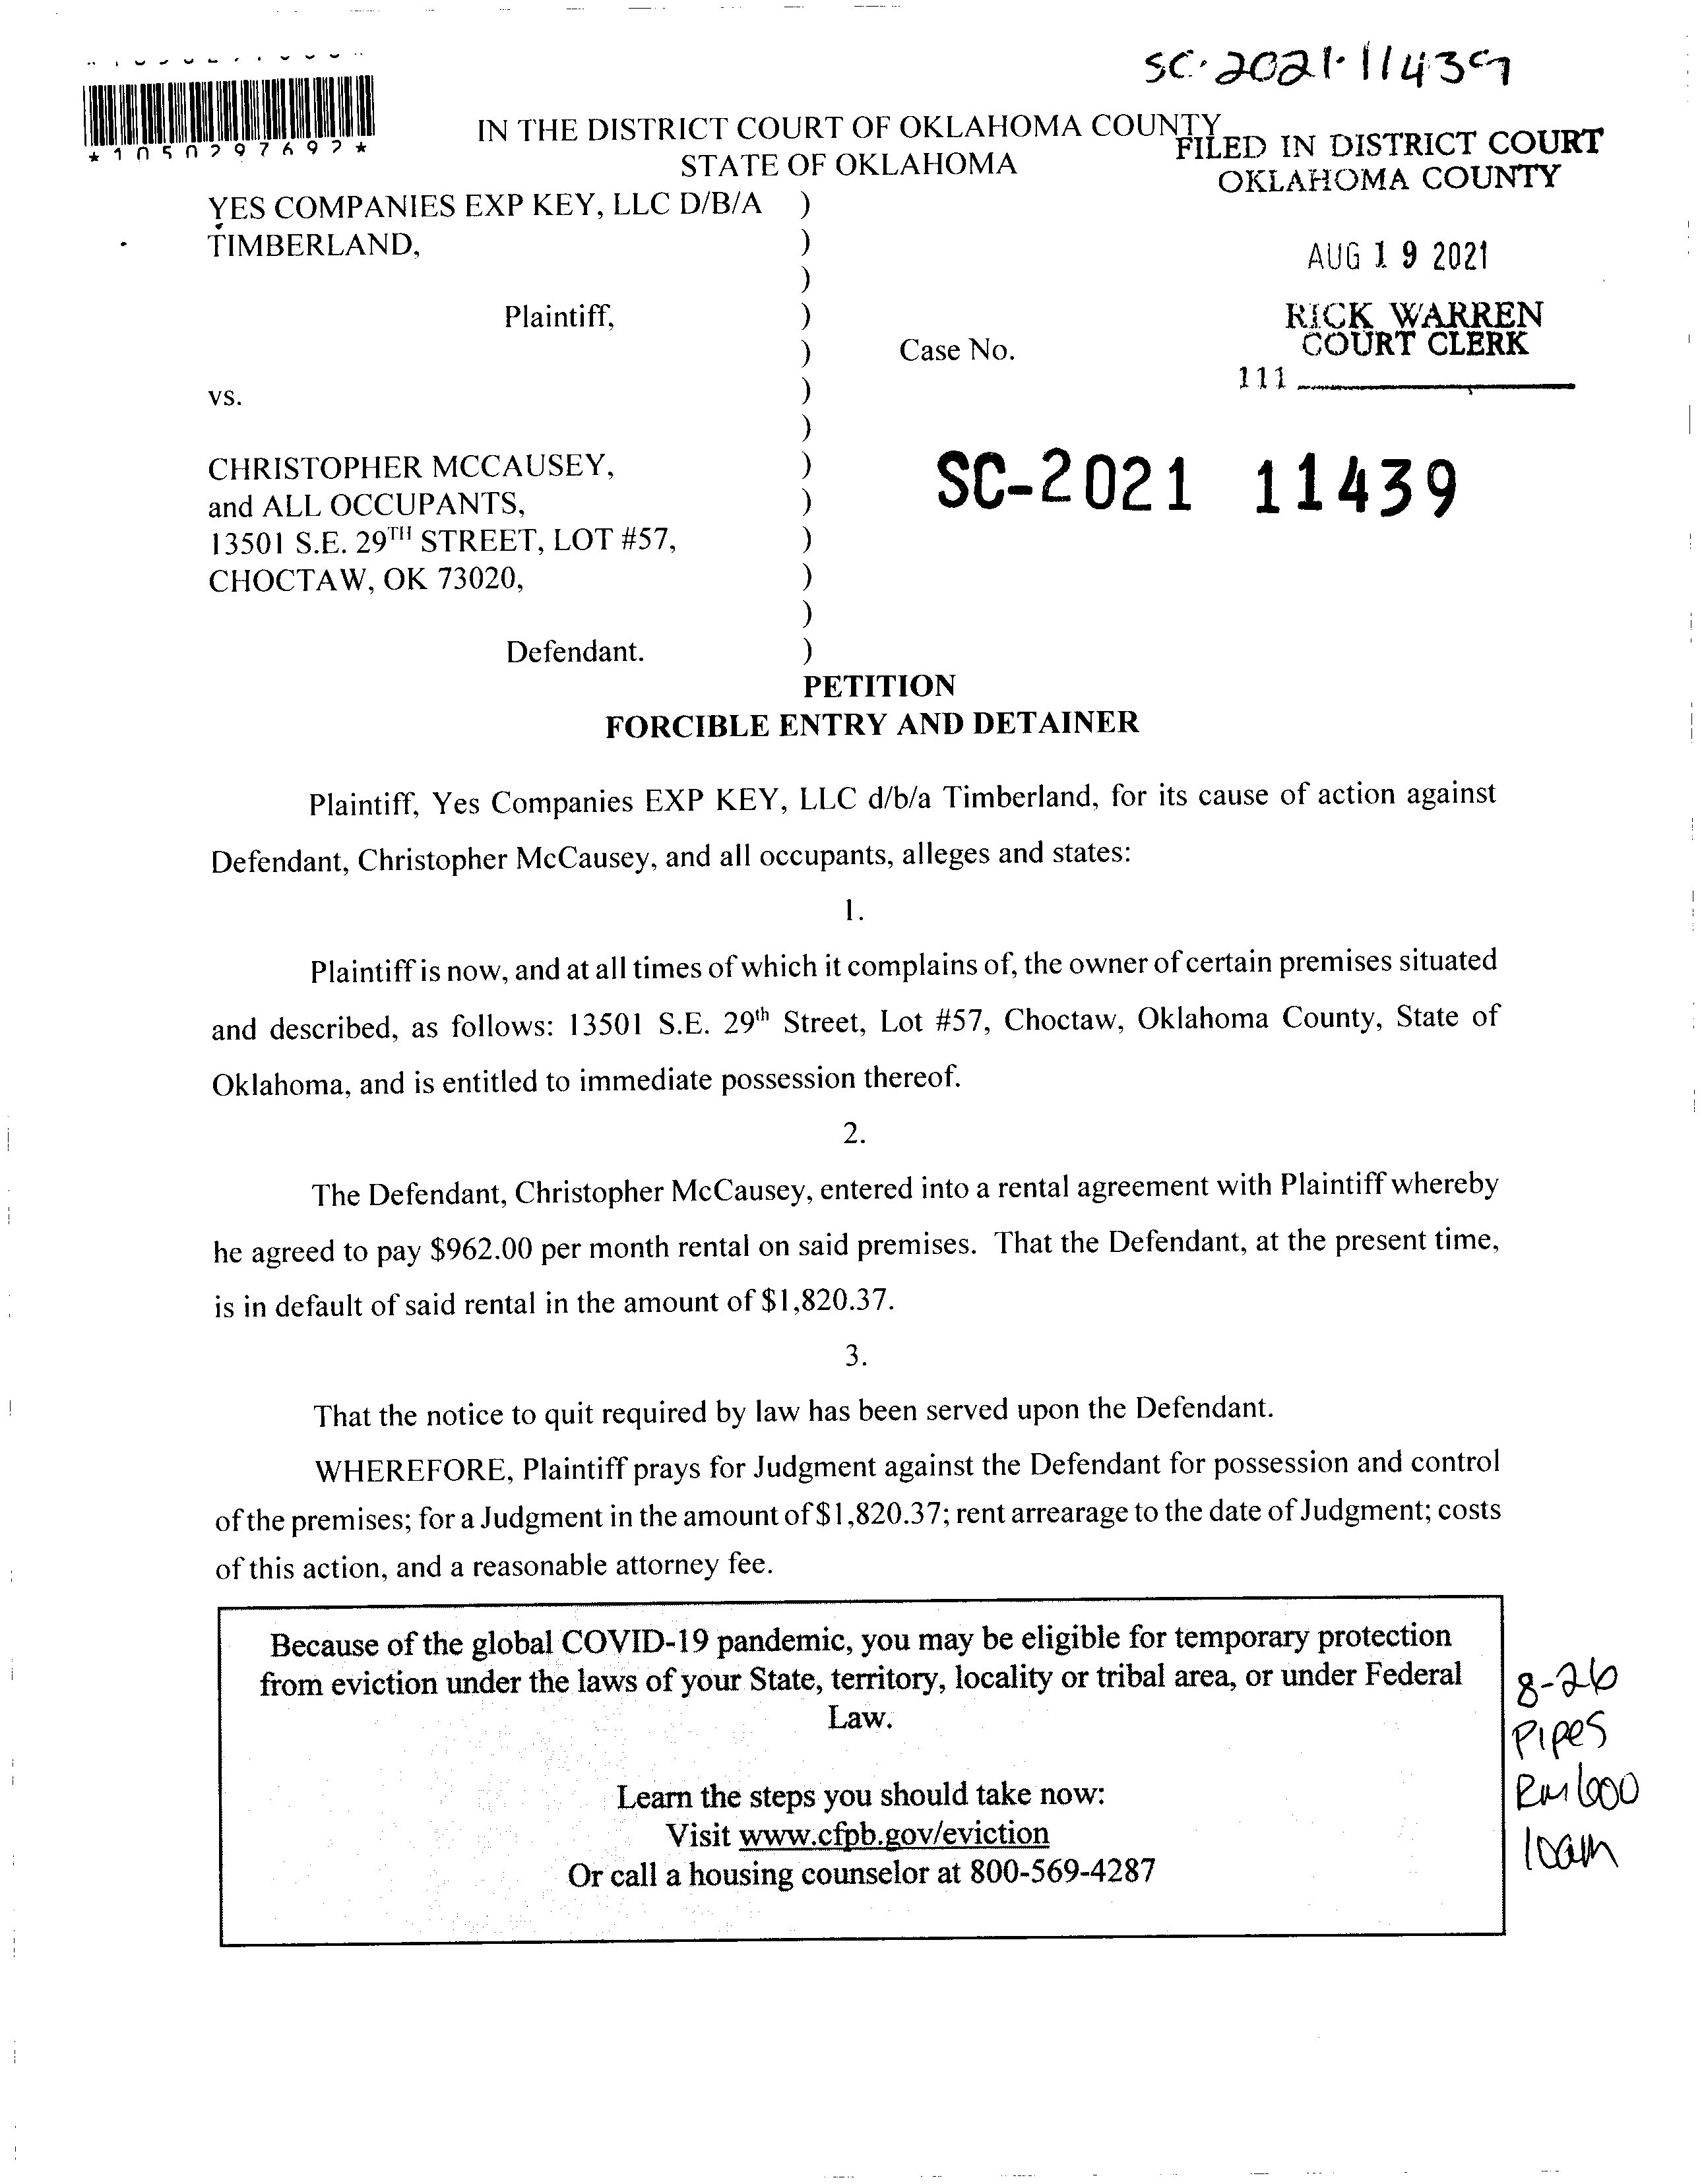 SC-2021-11439
*1050297692*
IN THE DISTRICT COURT OF OKLAHOMA COUNTY
STATE OF OKLAHOMA
FILED IN DISTRICT COURT
OKLAHOMA COUNTY
AUG 19 2021
RICK WARREN
COURT CLERK
111
YES COMPANIES EXP KEY, LLC D/B/A )
TIMBERLAND, )
)
Plaintiff, )
) Case No.
vs. )
)
CHRISTOPHER MCCAUSEY, )
and ALL OCCUPANTS, )
13501 S.E. 29TH STREET, LOT #57, )
CHOCTAW, OK 73020, )
)
Defendant. )
SC-2021 11439
PETITION
FORCIBLE ENTRY AND DETAINER
Plaintiff, Yes Companies EXP KEY, LLC d/b/a Timberland, for its cause of action against
Defendant, Christopher McCausey, and all occupants, alleges and states:
1.
Plaintiff is now, and at all times of which it complains of, the owner of certain premises situated
and described, as follows: 13501 S.E. 29th Street, Lot #57, Choctaw, Oklahoma County, State of
Oklahoma, and is entitled to immediate possession thereof.
2.
The Defendant, Christopher McCausey, entered into a rental agreement with Plaintiff whereby
he agreed to pay $962.00 per month rental on said premises. That the Defendant, at the present time,
is in default of said rental in the amount of $1,820.37.
3.
That the notice to quit required by law has been served upon the Defendant.
WHEREFORE, Plaintiff prays for Judgment against the Defendant for possession and control
of the premises; for a Judgment in the amount of $1,820.37; rent arrearage to the date of Judgment; costs
of this action, and a reasonable attorney fee.
Because of the global COVID-19 pandemic, you may be eligible for temporary protection
from eviction under the laws of your State, territory, locality or tribal area, or under Federal
Law.
Learn the steps you should take now:
Visit www.cfpb.gov/eviction
Or call a housing counselor at 800-569-4287
8-26
Pipes
Rm 600
10am